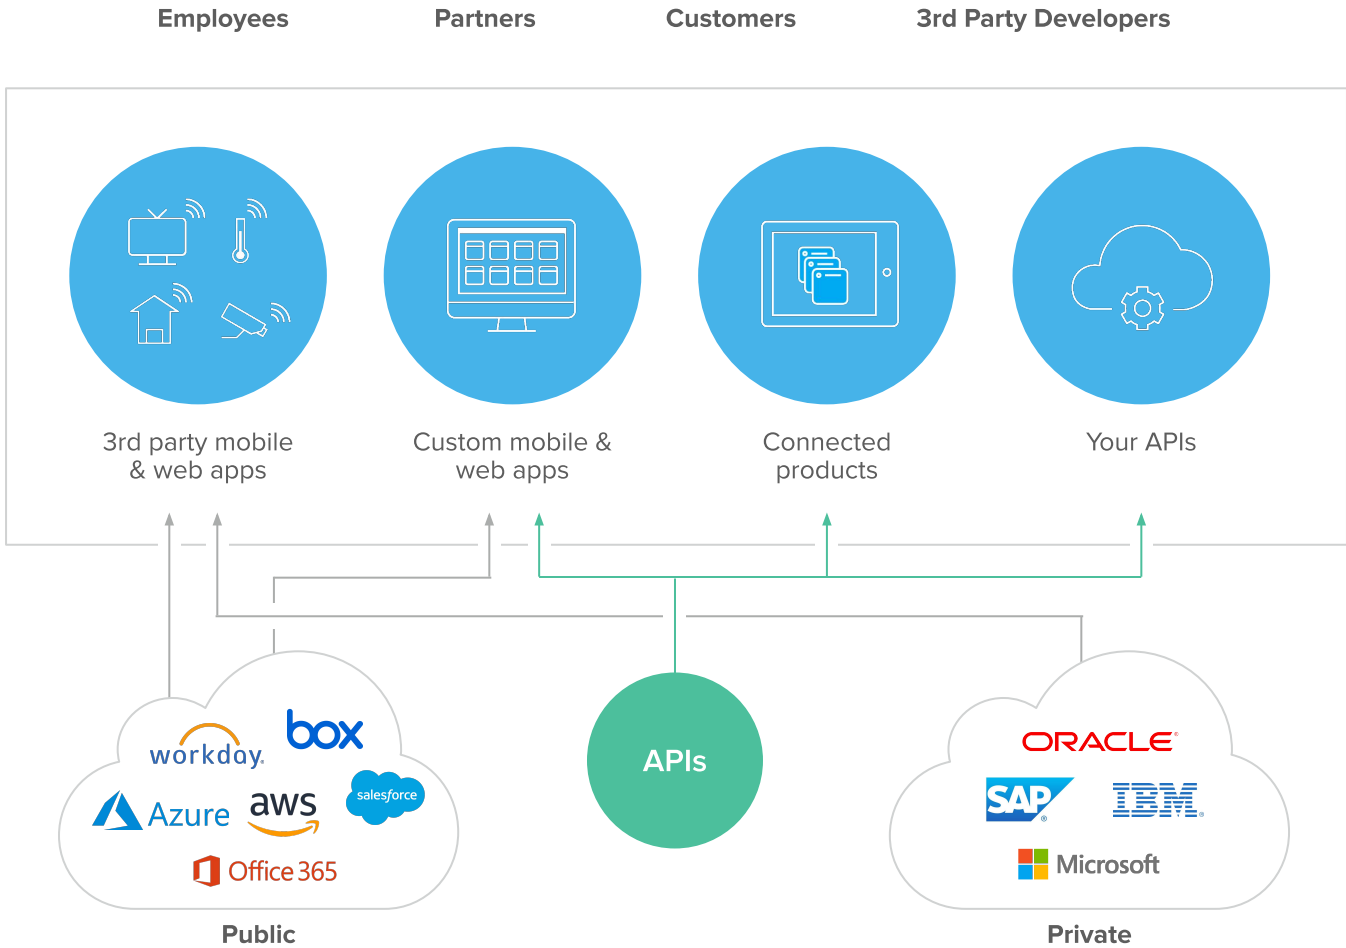 Employees
Partners
Customers
3rd Party Developers
3rd party mobile
& web apps
Custom mobile &
web apps
Connected
products
Your APIs
workday.
box
Azure
aws
salesforce
Office 365
Public
APIs
ORACLE
SAP
IBM
Microsoft
Private